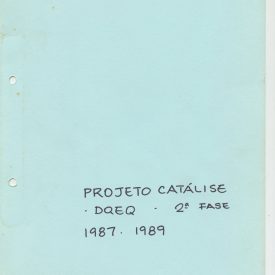 PROJETO CATÁLISE
· DQEQ · 2ª FASE
1987. 1989